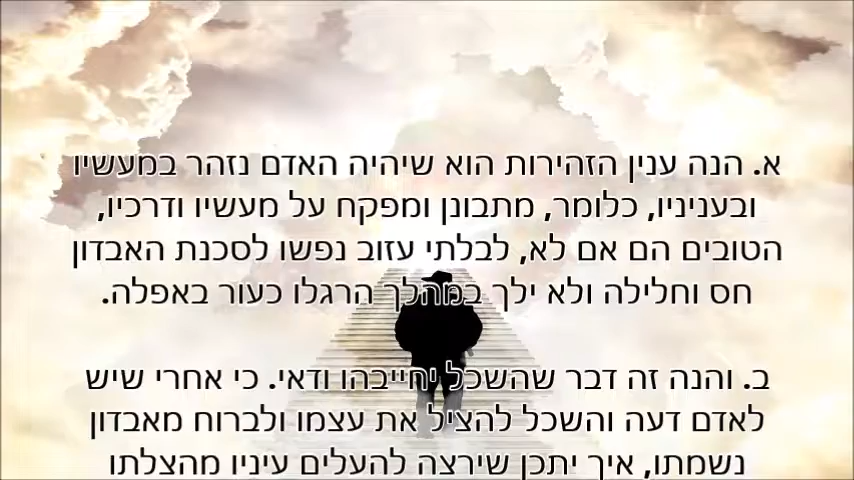 א. הנה ענין הזהירות הוא שיהיה האדם נזהר במעשיו
ובעניניו, כלומר, מתבונן ומפקח על מעשיו ודרכיו,
הטובים הם אם לא, לבלתי עזוב נפשו לסכנת האבדון
חס וחלילה ולא ילך במהלך הרגלו כעור באפלה.
ב. והנה זה דבר שהשכל יחייבהו ודאי. כי אחרי שיש
לאדם דעה והשכל להציל את עצמו ולברוח מאבדון
נשמתו, איך יתכן שירצה להעלים עיניו מהצלתו